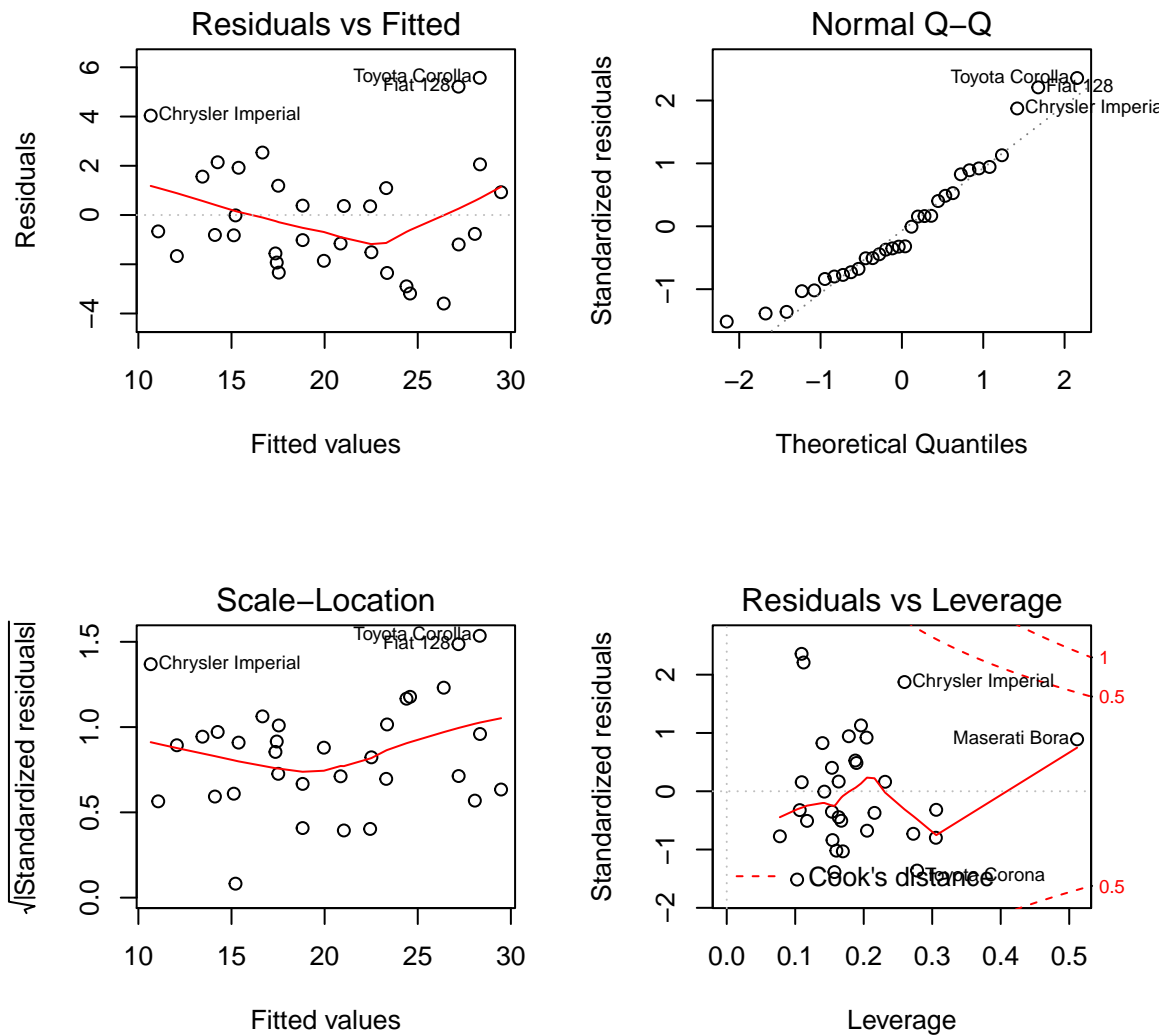 Residuals vs Fitted
Residuals
6
4
2
0
−4
Toyota Corolla
Fiat 128
Chrysler Imperial
10 15 20 25 30
Fitted values
Normal Q−Q
Standardized residuals
2
1
0
−1
Toyota Corolla
Fiat 128
Chrysler Imperia
−2 −1 0 1 2
Theoretical Quantiles
Scale−Location
√|Standardized residuals|
1.5
1.0
0.5
0.0
Toyota Corolla
Fiat 128
Chrysler Imperial
10 15 20 25 30
Fitted values
Residuals vs Leverage
Standardized residuals
2
1
0
−1
−2
Chrysler Imperial
Maserati Bora
Toyota Corona
Cook's distance
1
0.5
0.5
0.0 0.1 0.2 0.3 0.4 0.5
Leverage